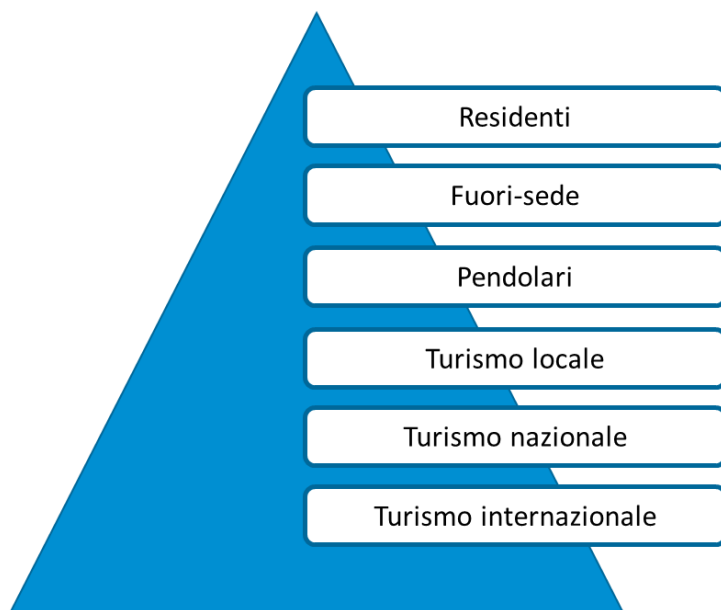 Residenti
Fuori-sede
Pendolari
Turismo locale
Turismo nazionale
Turismo internazionale